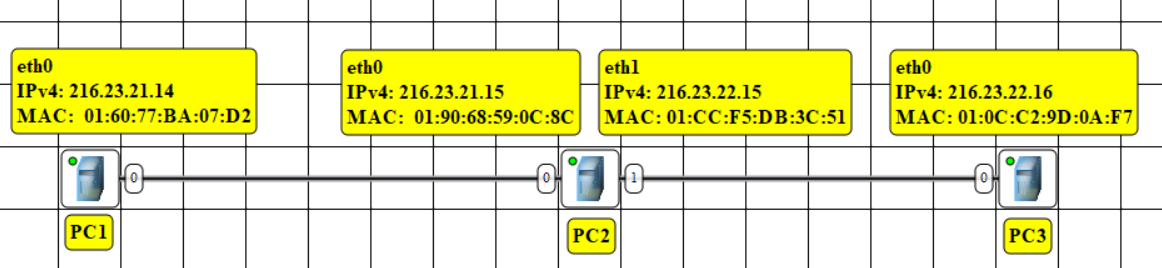 eth0
IPv4: 216.23.21.14
MAC: 01:60:77:BA:07:D2
eth0
IPv4: 216.23.21.15
MAC: 01:90:68:59:0C:8C
eth1
IPv4: 216.23.22.15
MAC: 01:CC:F5:DB:3C:51
eth0
IPv4: 216.23.22.16
MAC: 01:0C:C2:9D:0A:F7
0
0
1
0
PC1
PC2
PC3